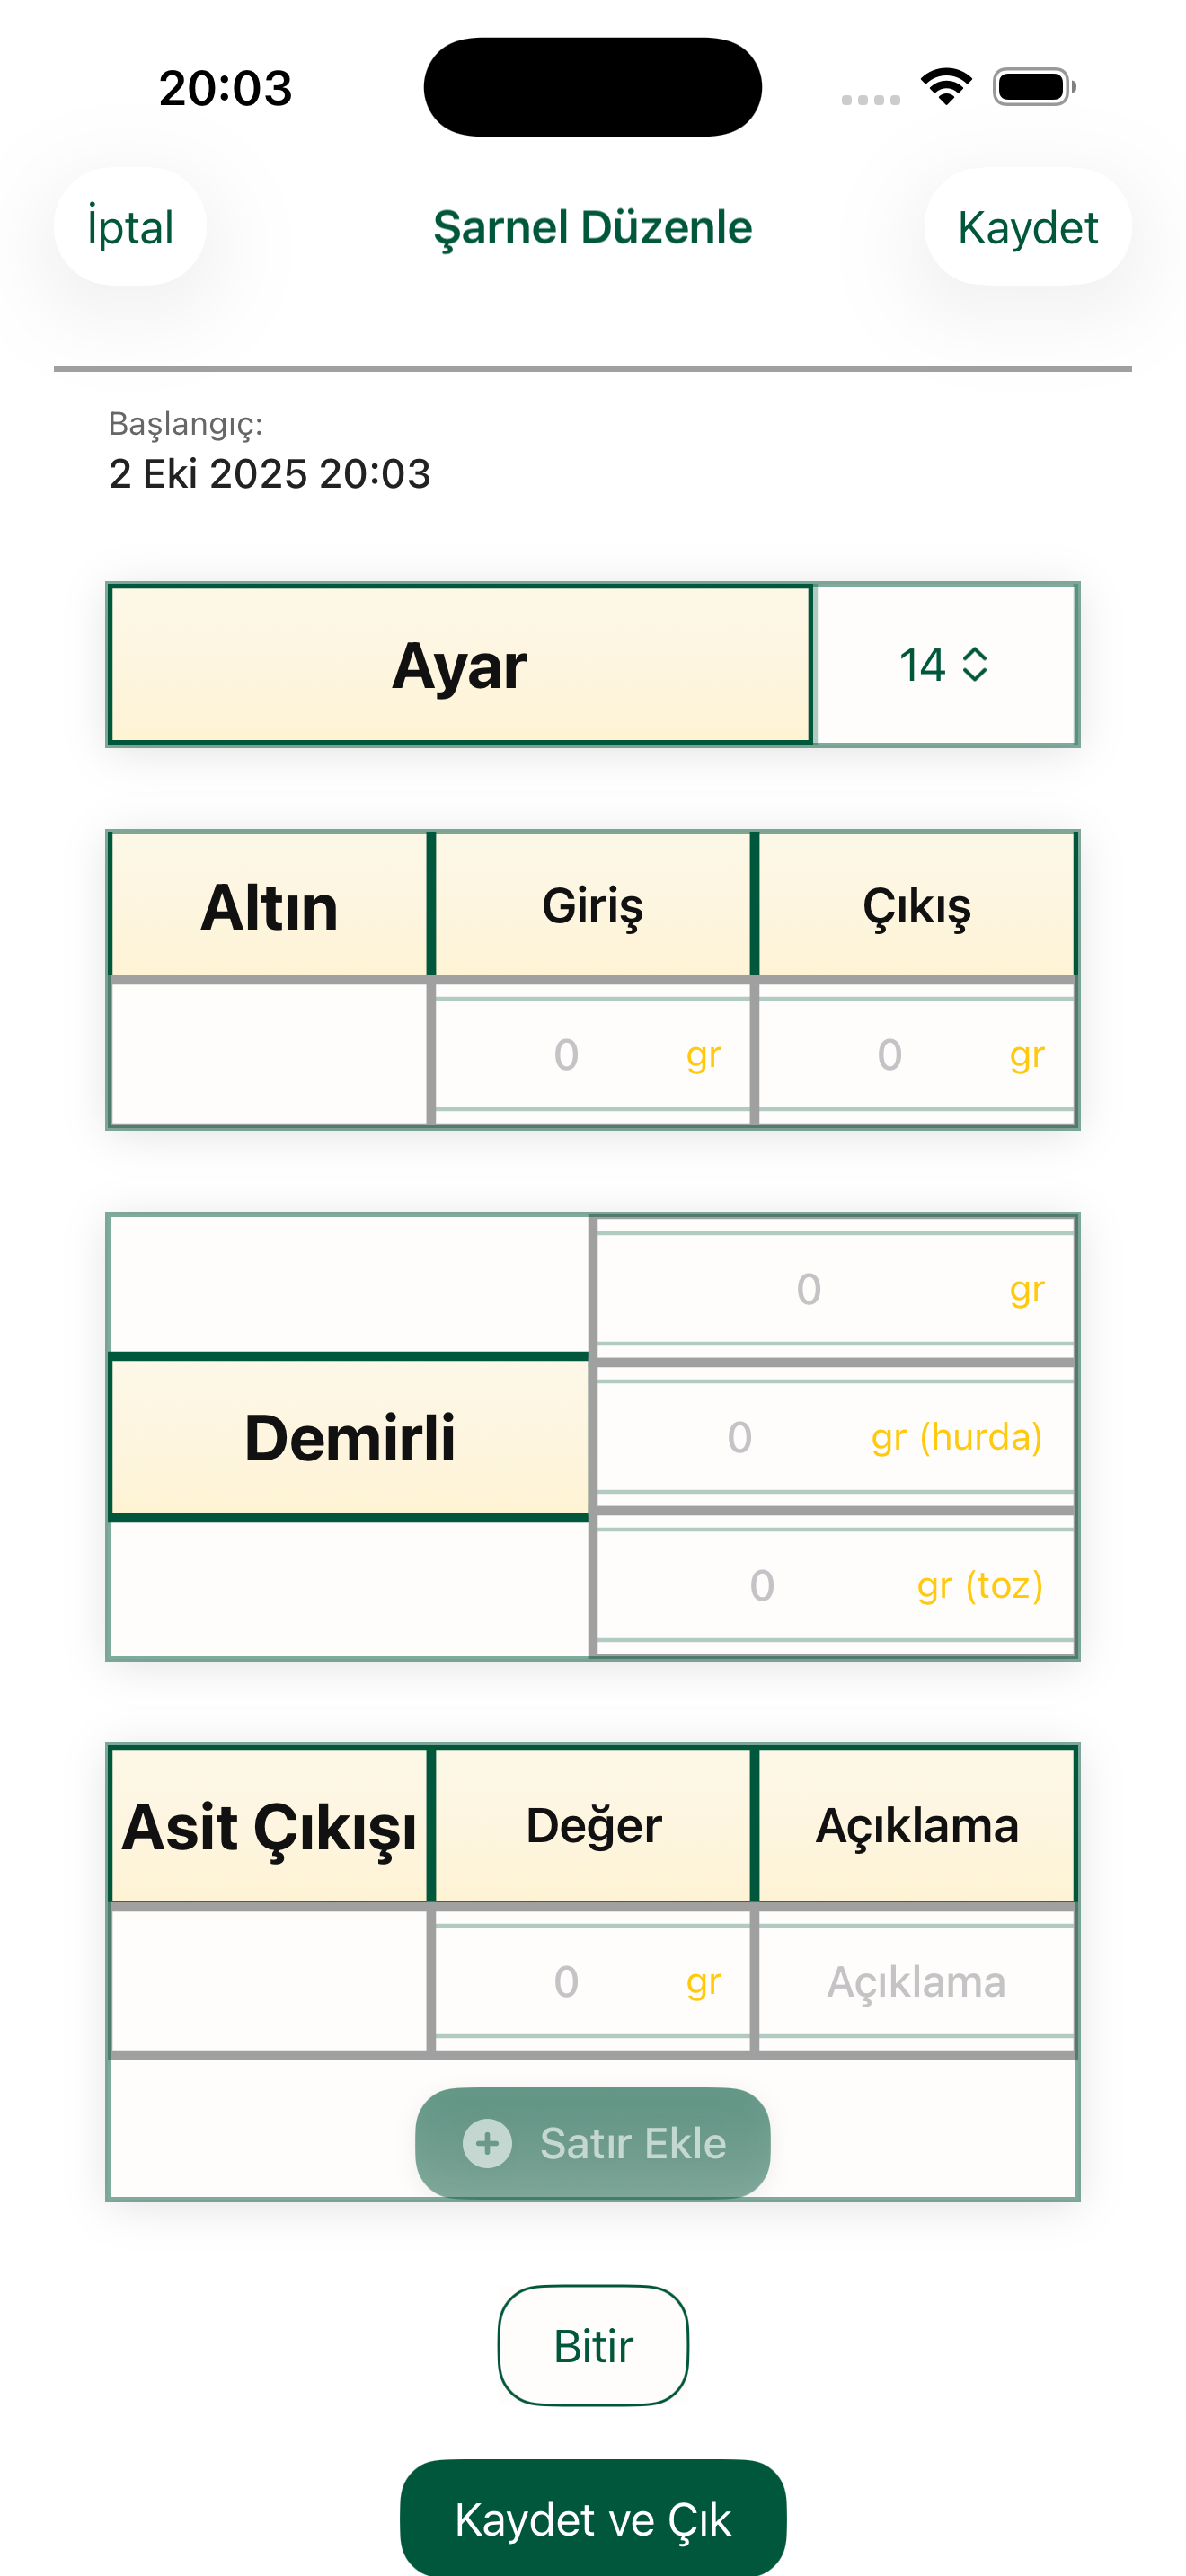 20:03
İptal
Şarnel Düzenle
Kaydet
Başlangıç:
2 Eki 2025 20:03
Ayar
14
Altın
Giriş
Çıkış
0 gr
0 gr
0 gr
Demirli
0 gr (hurda)
0 gr (toz)
Asit Çıkışı
Değer
Açıklama
0 gr
Açıklama
Satır Ekle
Bitir
Kaydet ve Çık